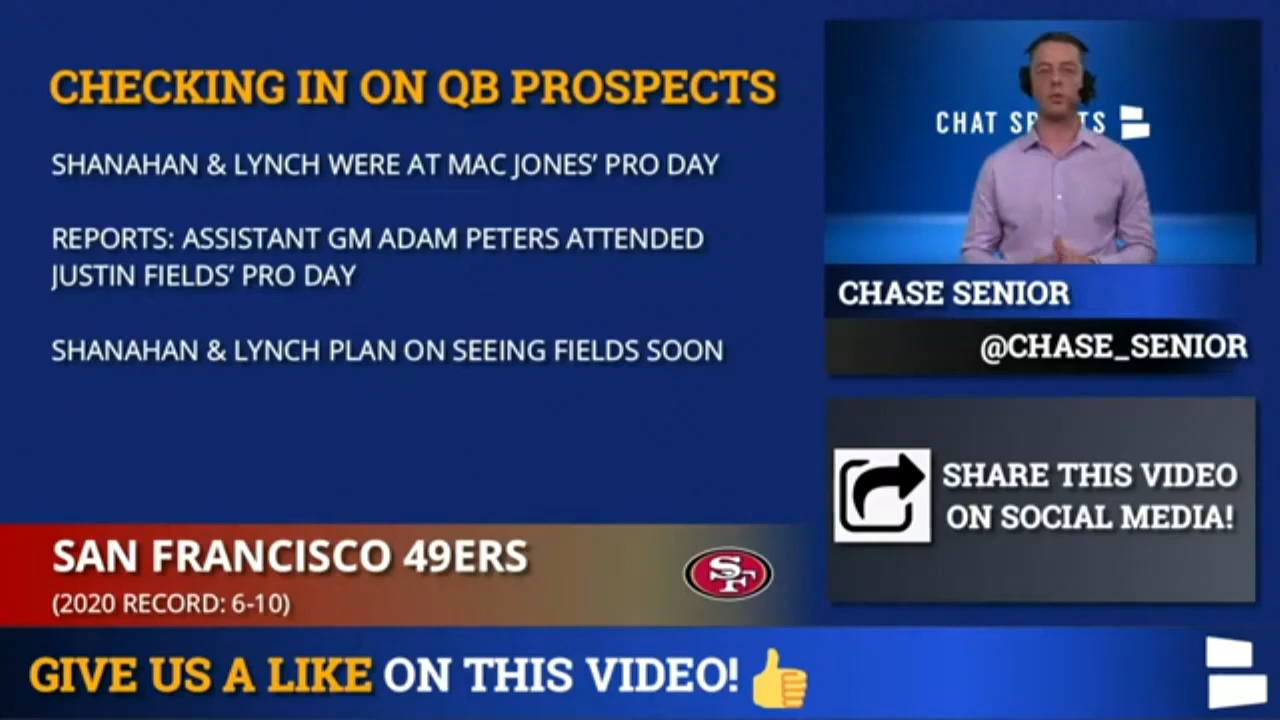 CHECKING IN ON QB PROSPECTS
SHANAHAN & LYNCH WERE AT MAC JONES’ PRO DAY
REPORTS: ASSISTANT GM ADAM PETERS ATTENDED
JUSTIN FIELDS’ PRO DAY
SHANAHAN & LYNCH PLAN ON SEEING FIELDS SOON
SAN FRANCISCO 49ERS
(2020 RECORD: 6-10)
SF
GIVE US A LIKE ON THIS VIDEO!
CHAT SPORTS
CHASE SENIOR
@CHASE_SENIOR
SHARE THIS VIDEO
ON SOCIAL MEDIA!